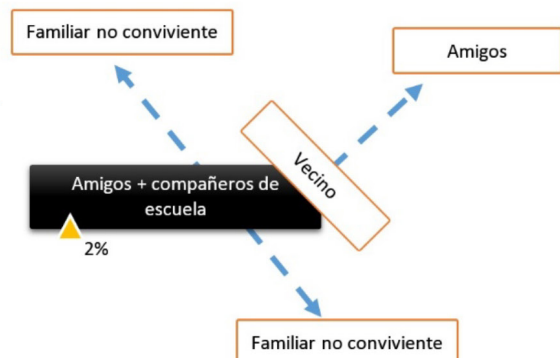 Familiar no conviviente
Amigos
Vecino
Amigos + compañeros de
escuela
2%
Familiar no conviviente